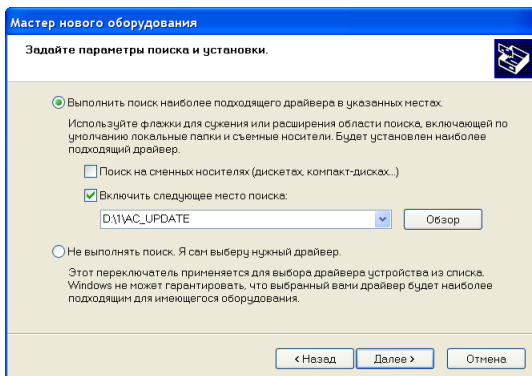 Мастер нового оборудования
Задайте параметры поиска и установки.
Выполнить поиск наиболее подходящего драйвера в указанных местах.
Используйте флажки для сужения или расширения области поиска, включающей по
умолчанию локальные папки и съемные носители. Будет установлен наиболее
подходящий драйвер.
Поиск на сменных носителях (дискетах, компакт-дисках...)
Включить следующее место поиска:
D:\1\AC_UPDATE
Обзор
Не выполнять поиск. Я сам выберу нужный драйвер.
Этот переключатель применяется для выбора драйвера устройства из списка.
Windows не может гарантировать, что выбранный вами драйвер будет наиболее
подходящим для имеющегося оборудования.
< Назад
Далее >
Отмена